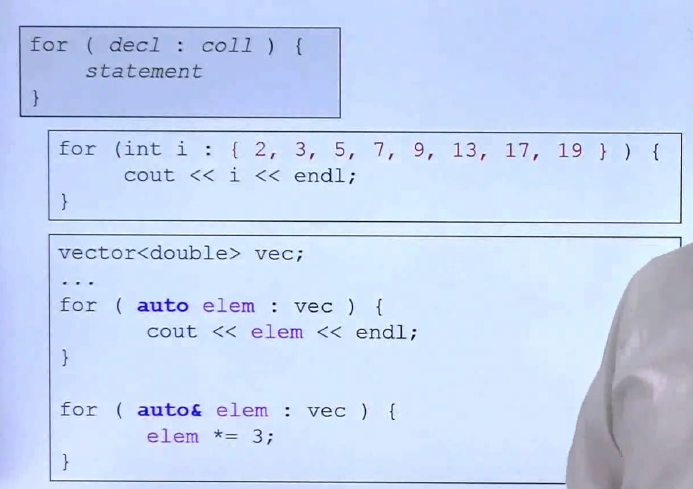 for ( decl : coll ) {
statement
}
for (int i : { 2, 3, 5, 7, 9, 13, 17, 19 } ) {
cout << i << endl;
}
vector<double> vec;
...
for ( auto elem : vec ) {
cout << elem << endl;
}
for ( auto& elem : vec ) {
elem *= 3;
}